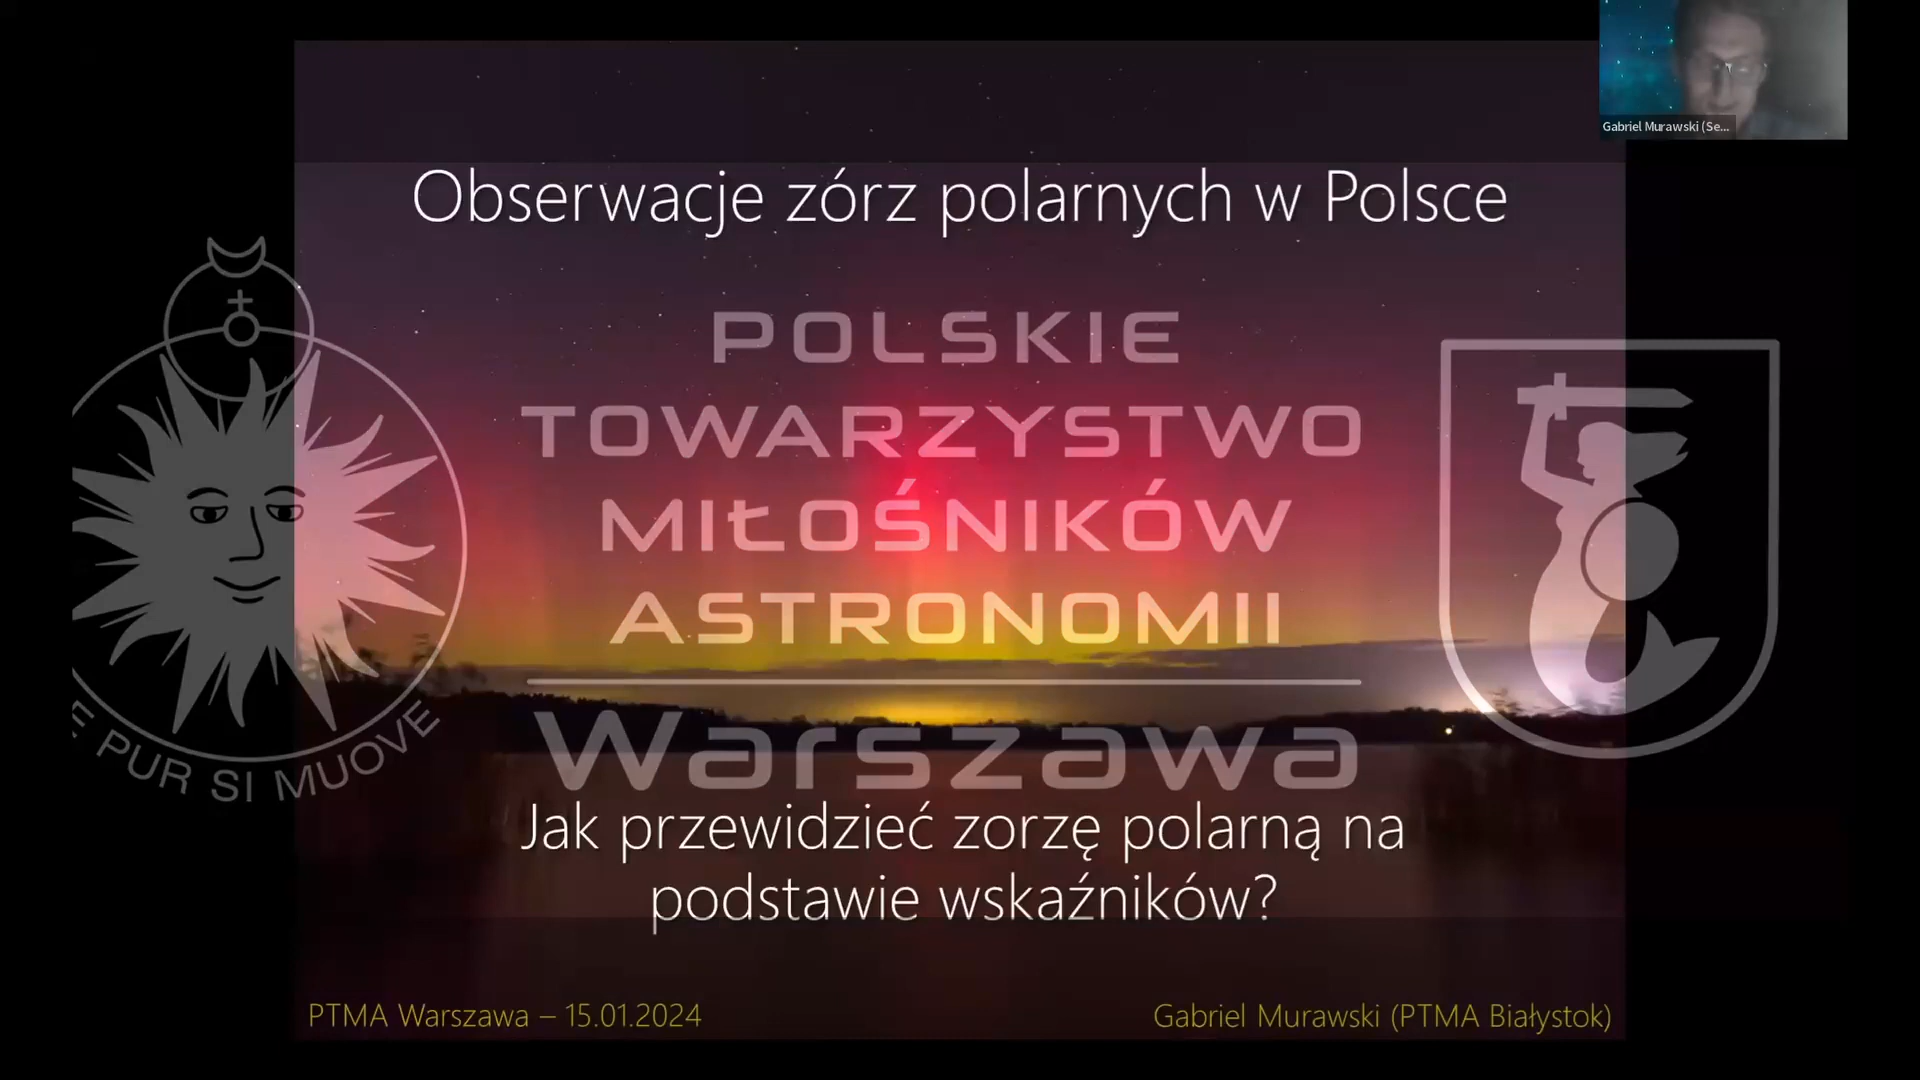 Gabriel Murawski (Se...
Obserwacje zórz polarnych w Polsce
POLSKIE
TOWARZYSTWO
MIŁOŚNIKÓW
ASTRONOMII
Warszawa
E PUR SI MUOVE
Jak przewidzieć zorzę polarną na
podstawie wskaźników?
PTMA Warszawa – 15.01.2024
Gabriel Murawski (PTMA Białystok)